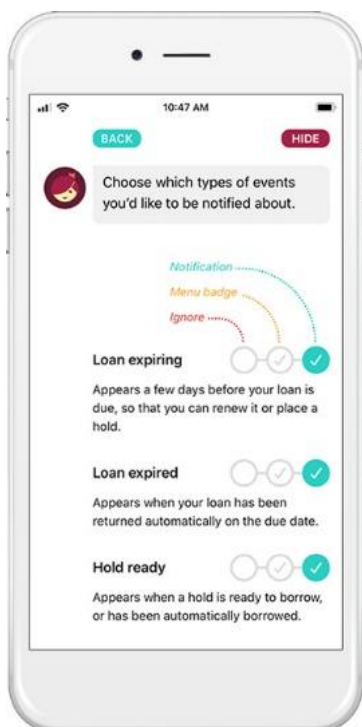 10:47 AM
BACK
HIDE
Choose which types of events
you'd like to be notified about.
Notification
Menu badge
Ignore
Loan expiring
Appears a few days before your loan is
due, so that you can renew it or place a
hold.
Loan expired
Appears when your loan has been
returned automatically on the due date.
Hold ready
Appears when a hold is ready to borrow,
or has been automatically borrowed.